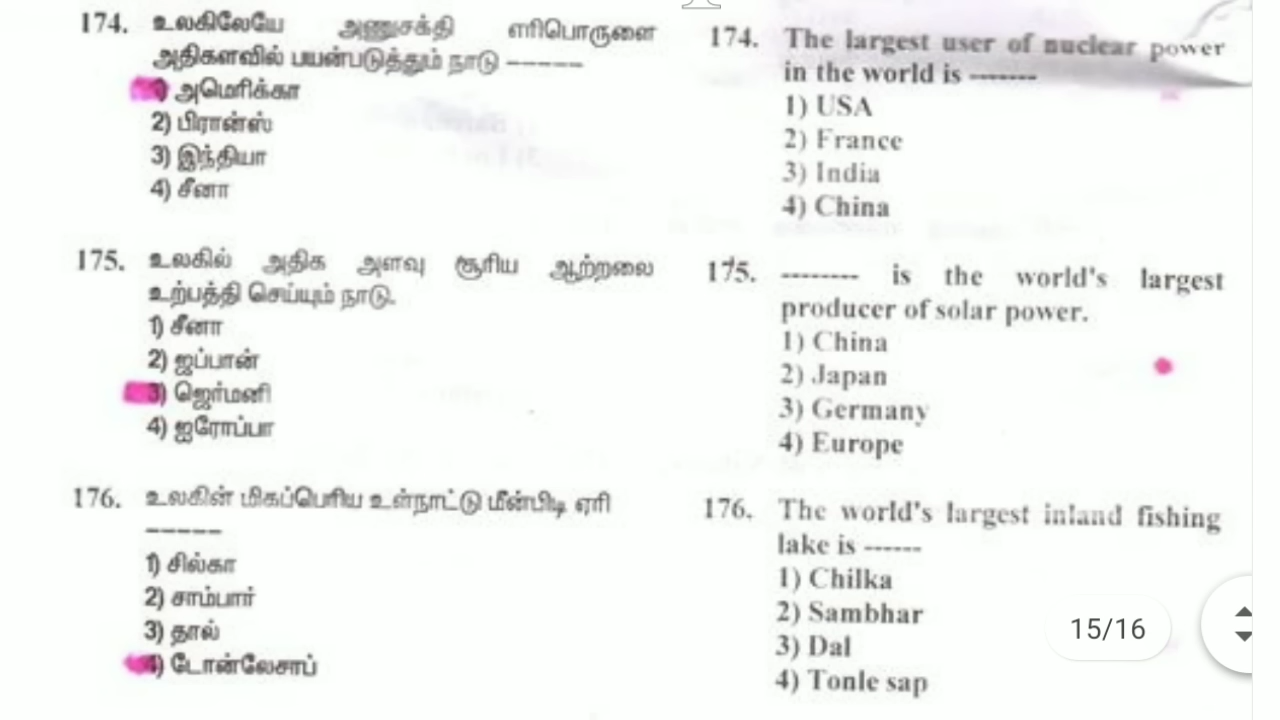 174. உலகிலேயே அணுசக்தி எரிபொருளை
அதிகளவில் பயன்படுத்தும் நாடு -----
அமெரிக்கா
2) பிரான்ஸ்
3) இந்தியா
4) சீனா
175. உலகில் அதிக அளவு சூரிய ஆற்றலை
உற்பத்தி செய்யும் நாடு.
1) சீனா
2) ஜப்பான்
3) ஜெர்மனி
4) ஐரோப்பா
176. உலகின் மிகப்பெரிய உள்நாட்டு மீன்பிடி ஏரி
-----
1) சில்கா
2) சாம்பார்
3) தால்
4) டோன்லேசாப்
174. The largest user of nuclear power
in the world is -------
1) USA
2) France
3) India
4) China
175. -------- is the world's largest
producer of solar power.
1) China
2) Japan
3) Germany
4) Europe
176. The world's largest inland fishing
lake is ------
1) Chilka
2) Sambhar
3) Dal
4) Tonle sap
15/16